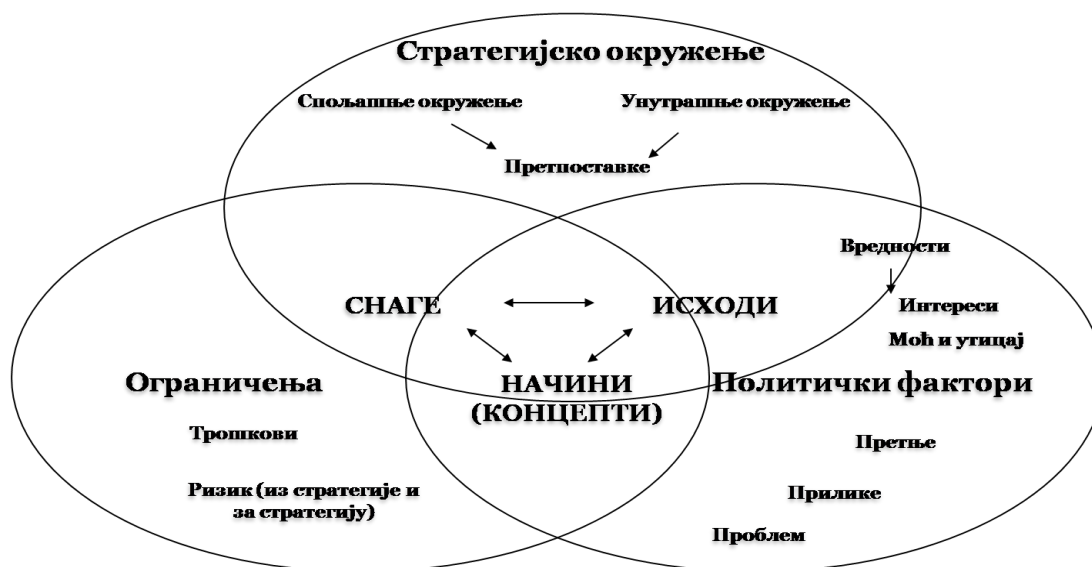 Стратегијско окружење
Спољашње окружење
Унутрашње окружење
Претпоставке
Вредности
СНАГЕ
ИСХОДИ
Интереси
Моћ и утицај
Ограничења
НАЧИНИ
(КОНЦЕПТИ)
Политички фактори
Трошкови
Претње
Ризик (из стратегије и
за стратегију)
Прилике
Проблем